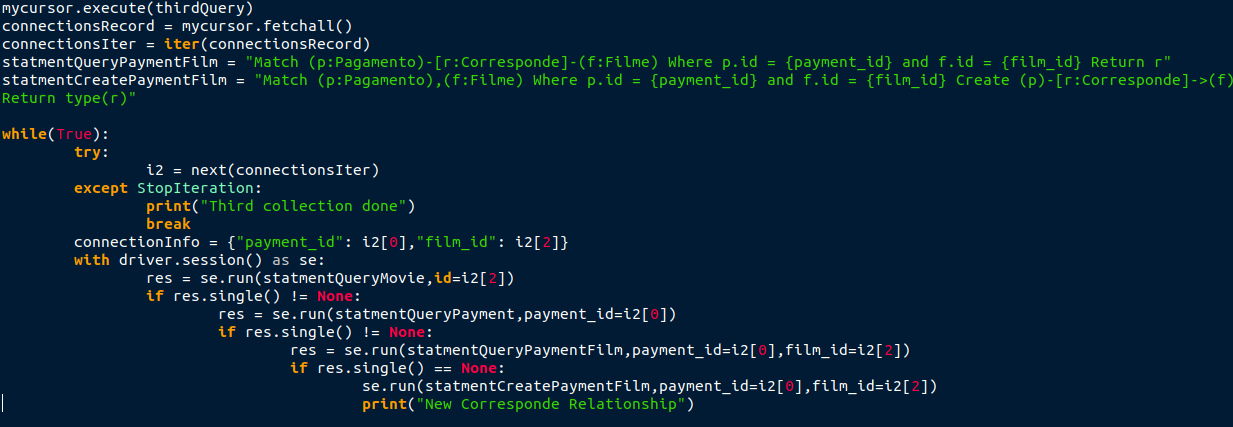 mycursor.execute(thirdQuery)
connectionsRecord = mycursor.fetchall()
connectionsIter = iter(connectionsRecord)
statmentQueryPaymentFilm = "Match (p:Pagamento)-[r:Corresponde]-(f:Filme) Where p.id = {payment_id} and f.id = {film_id} Return r"
statmentCreatePaymentFilm = "Match (p:Pagamento),(f:Filme) Where p.id = {payment_id} and f.id = {film_id} Create (p)-[r:Corresponde]->(f)
Return type(r)"
while(True):
try:
i2 = next(connectionsIter)
except StopIteration:
print("Third collection done")
break
connectionInfo = {"payment_id": i2[0],"film_id": i2[2]}
with driver.session() as se:
res = se.run(statmentQueryMovie,id=i2[2])
if res.single() != None:
res = se.run(statmentQueryPayment,payment_id=i2[0])
if res.single() != None:
res = se.run(statmentQueryPaymentFilm,payment_id=i2[0],film_id=i2[2])
if res.single() == None:
se.run(statmentCreatePaymentFilm,payment_id=i2[0],film_id=i2[2])
print("New Corresponde Relationship")